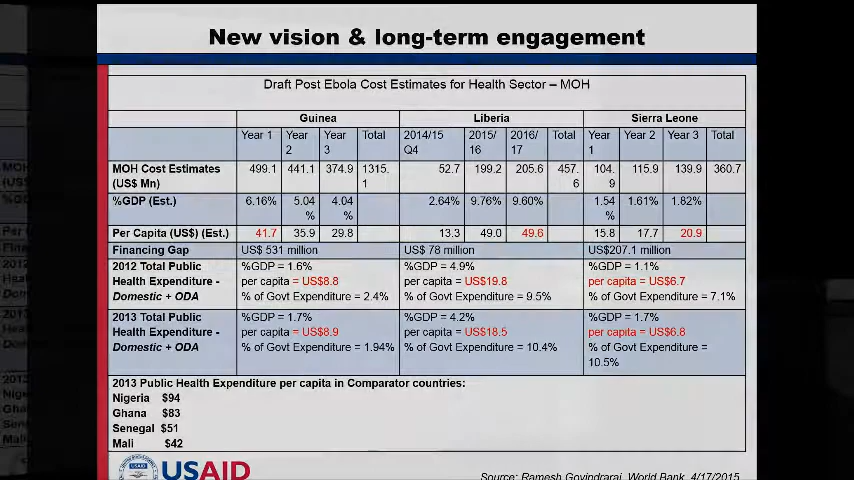 New vision & long-term engagement
Draft Post Ebola Cost Estimates for Health Sector – MOH
Guinea Liberia Sierra Leone
Year 1 Year 2 Year 3 Total 2014/15 Q4 2015/16 2016/17 Total Year 1 Year 2 Year 3 Total
MOH Cost Estimates (US$ Mn) 499.1 441.1 374.9 1315.1 52.7 199.2 205.6 457.6 104.9 115.9 139.9 360.7
%GDP (Est.) 6.16% 5.04% 4.04% 2.64% 9.76% 9.60% 1.54% 1.61% 1.82%
Per Capita (US$) (Est.) 41.7 35.9 29.8 13.3 49.0 49.6 15.8 17.7 20.9
Financing Gap US$ 531 million US$ 78 million US$207.1 million
2012 Total Public %GDP = 1.6% %GDP = 4.9% %GDP = 1.1%
Health Expenditure - per capita = US$8.8 per capita = US$19.8 per capita = US$6.7
Domestic + ODA % of Govt Expenditure = 2.4% % of Govt Expenditure = 9.5% % of Govt Expenditure = 7.1%
2013 Total Public %GDP = 1.7% %GDP = 4.2% %GDP = 1.7%
Health Expenditure - per capita = US$8.9 per capita = US$18.5 per capita = US$6.8
Domestic + ODA % of Govt Expenditure = 1.94% % of Govt Expenditure = 10.4% % of Govt Expenditure =
10.5%
2013 Public Health Expenditure per capita in Comparator countries:
Nigeria $94
Ghana $83
Senegal $51
Mali $42
USAID
Source: Ramesh Govindraraj, World Bank, 4/17/2015